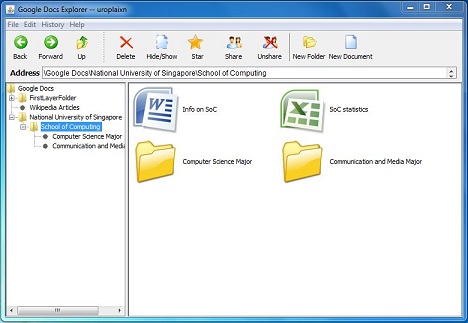 Google Docs Explorer -- uroplaixn
File Edit History Help
Back Forward Up Delete Hide/Show Star Share Unshare New Folder New Document
Address \Google Docs\National University of Singapore\School of Computing
Google Docs
FirstLayerFolder
Wikipedia Articles
National University of Singapore
School of Computing
Computer Science Major
Communication and Media
Info on SoC
SoC statistics
Computer Science Major
Communication and Media Major